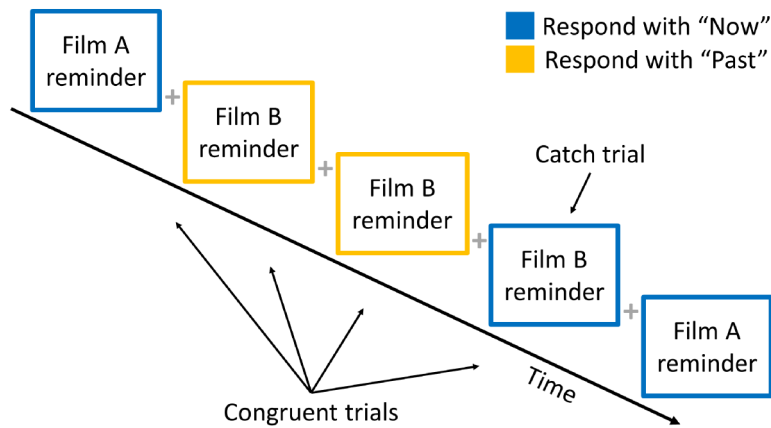 Film A
reminder
Respond with “Now”
Respond with “Past”
+
Film B
reminder
+
Film B
reminder
Catch trial
+
Film B
reminder
+
Film A
reminder
Time
Congruent trials